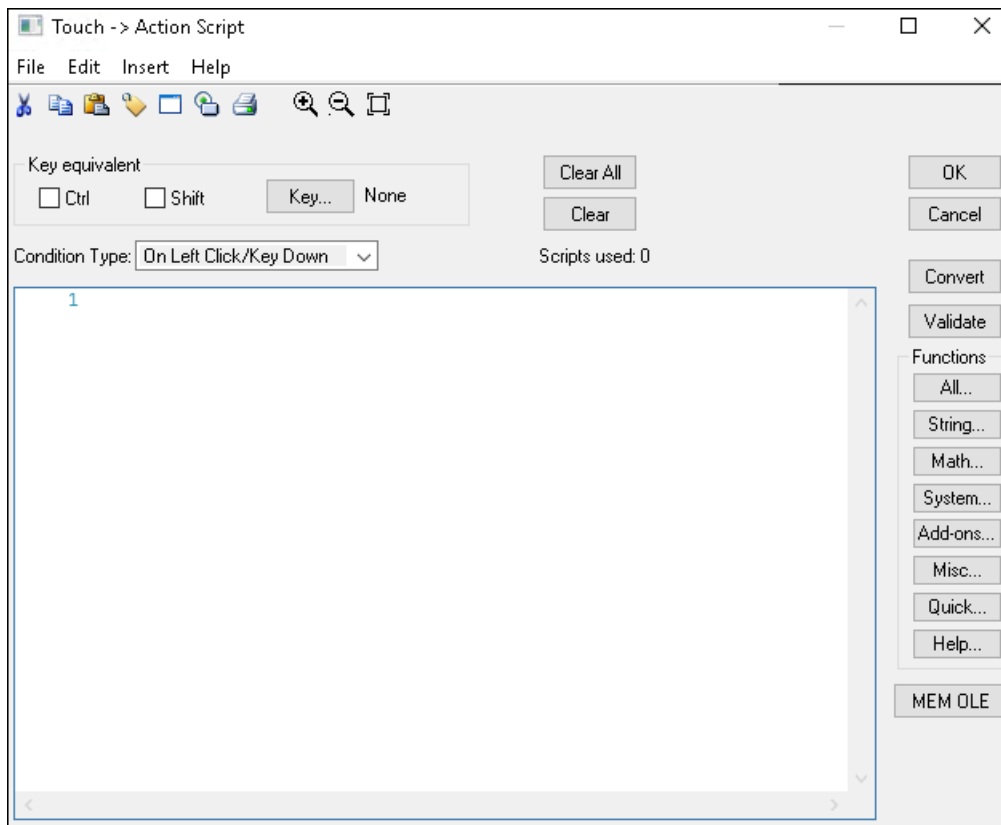 Touch -> Action Script
File Edit Insert Help
Key equivalent
Ctrl Shift Key... None
Clear All
Clear
OK
Cancel
Condition Type: On Left Click/Key Down
Scripts used: 0
Convert
Validate
1
Functions
All...
String...
Math...
System...
Add-ons...
Misc...
Quick...
Help...
MEM OLE